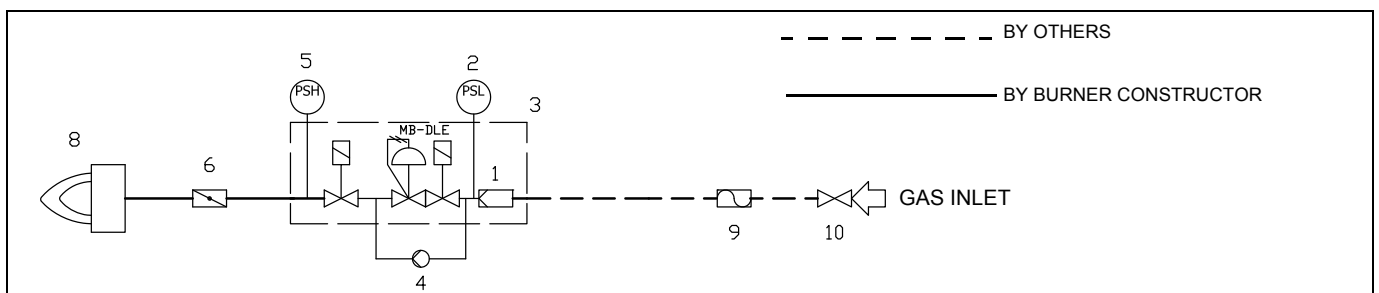 BY OTHERS
5
2
PSH
PSL
BY BURNER CONSTRUCTOR
3
MB-DLE
8
6
1
GAS INLET
9
10
4